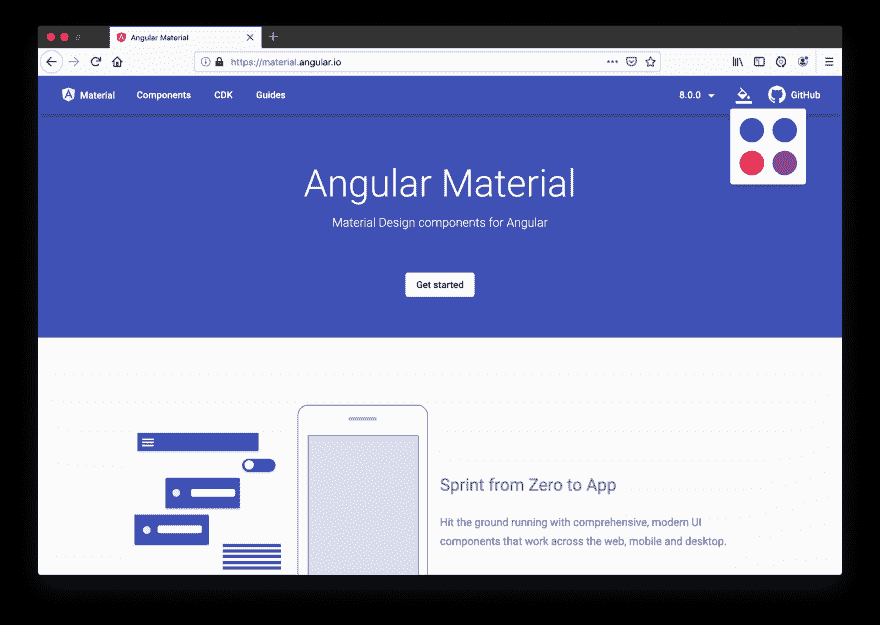 Angular Material
https://material.angular.io
Material
Components
CDK
Guides
8.0.0
GitHub
Angular Material
Material Design components for Angular
Get started
Sprint from Zero to App
Hit the ground running with comprehensive, modern UI
components that work across the web, mobile and desktop.